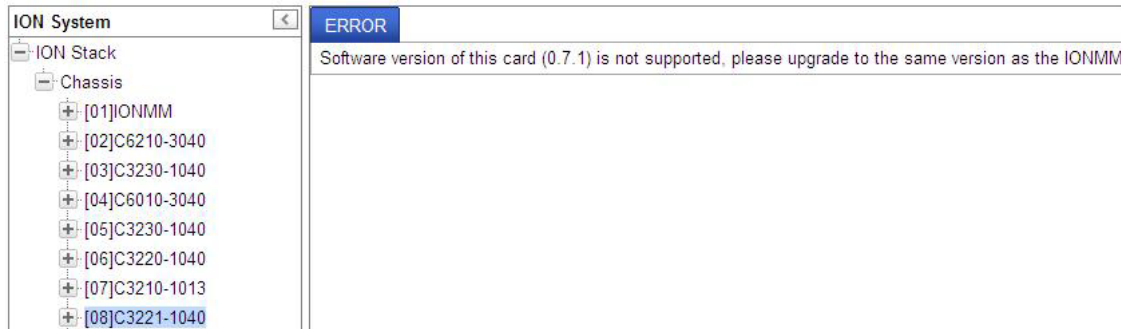 ION System
ION Stack
Chassis
[01]IONMM
[02]C6210-3040
[03]C3230-1040
[04]C6010-3040
[05]C3230-1040
[06]C3220-1040
[07]C3210-1013
[08]C3221-1040
ERROR
Software version of this card (0.7.1) is not supported, please upgrade to the same version as the IONMM